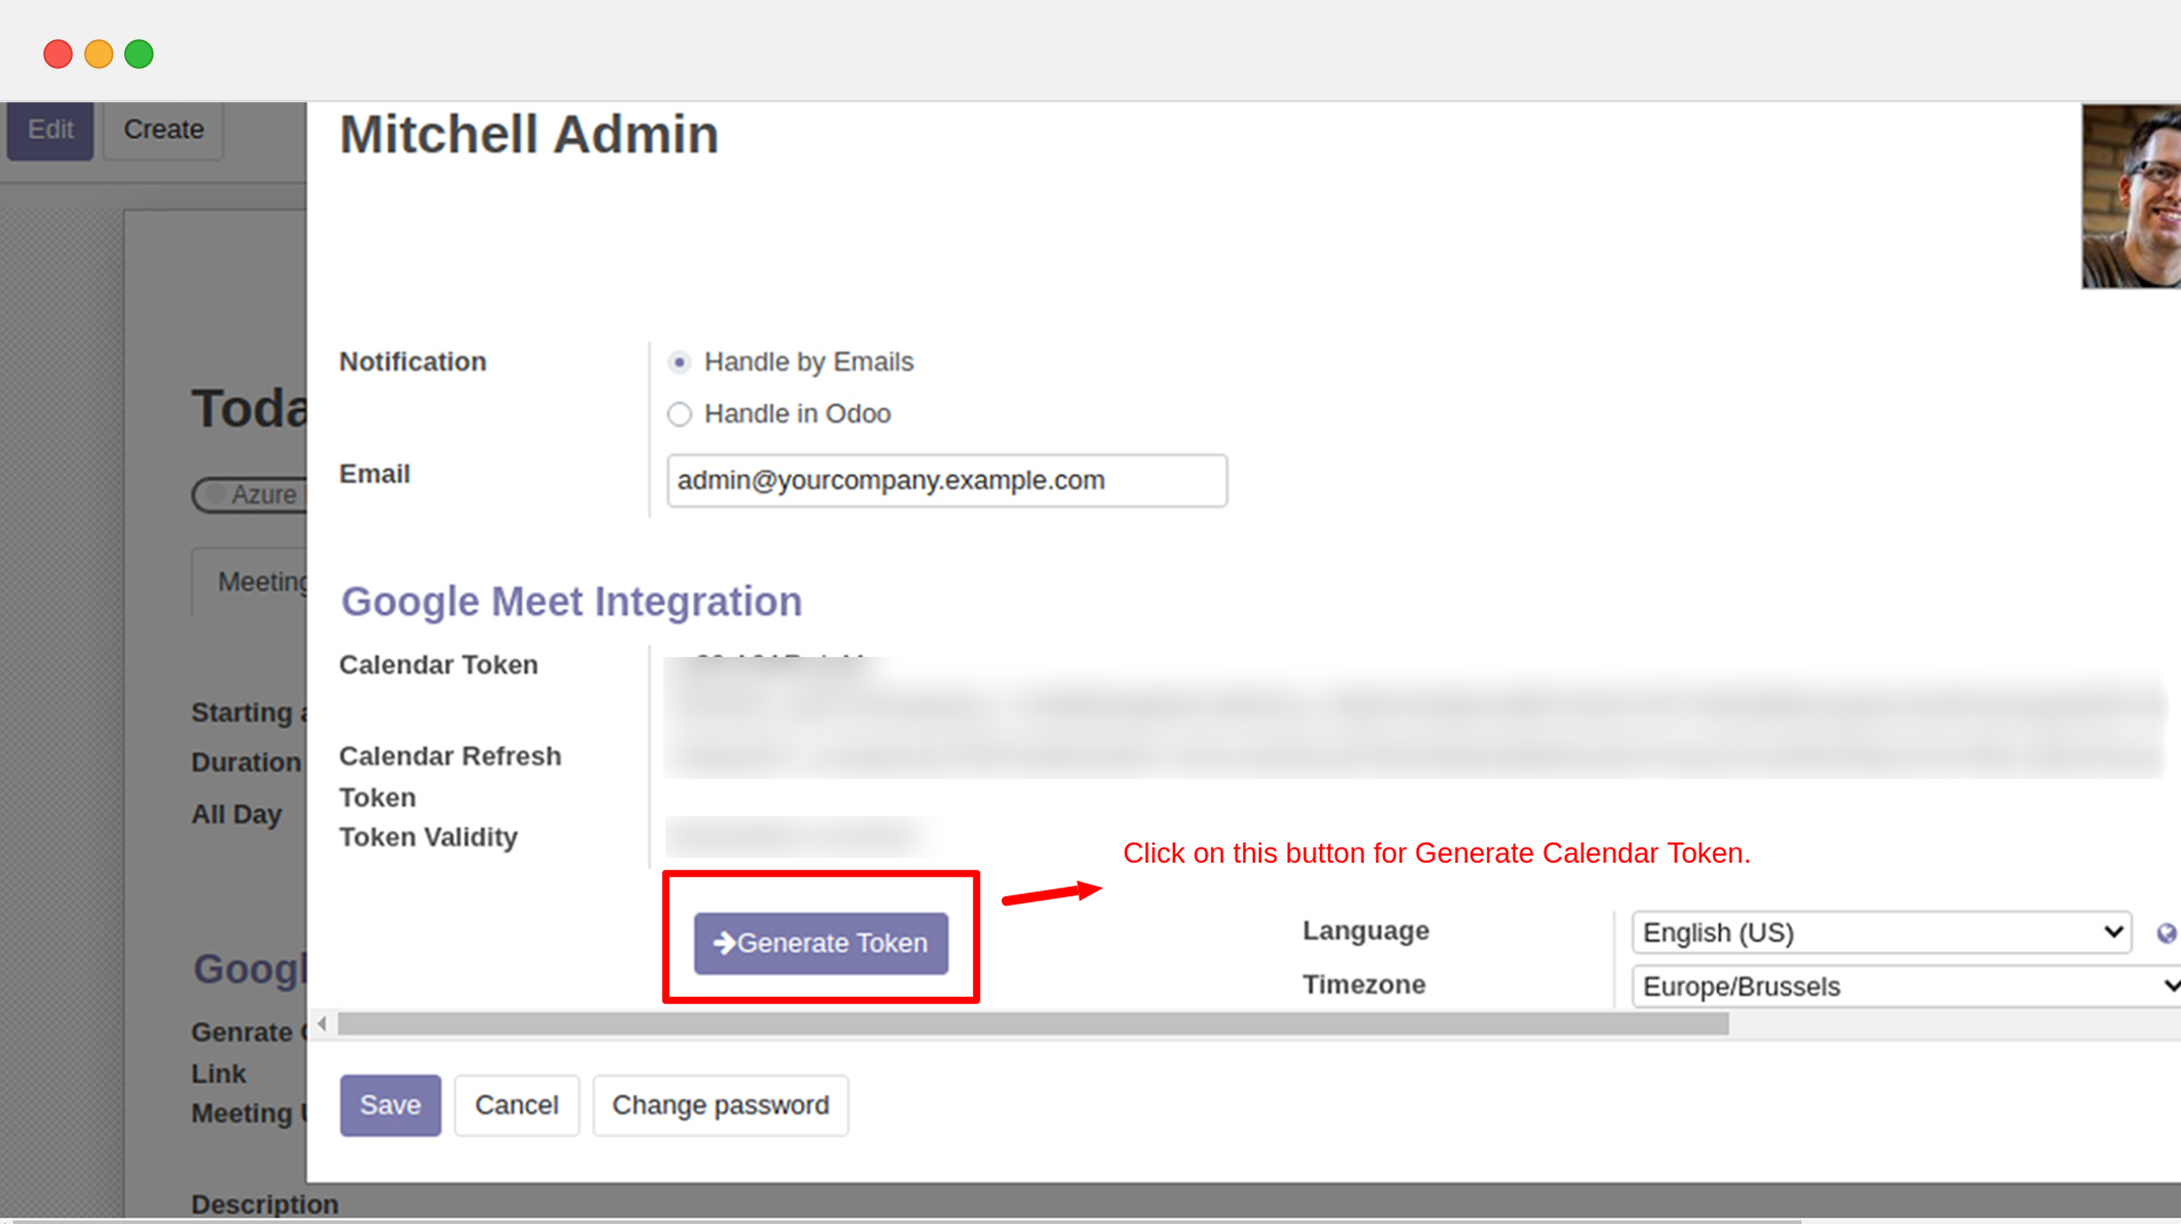 Edit Create
Mitchell Admin
Notification
Handle by Emails
Handle in Odoo
Email
admin@yourcompany.example.com
Toda
Azure
Meeting
Google Meet Integration
Calendar Token
Calendar Refresh
Token
Token Validity
Starting a
Duration
All Day
Click on this button for Generate Calendar Token.
Generate Token
Language English (US)
Timezone Europe/Brussels
Googl
Genrate
Link
Meeting
Save Cancel Change password
Description